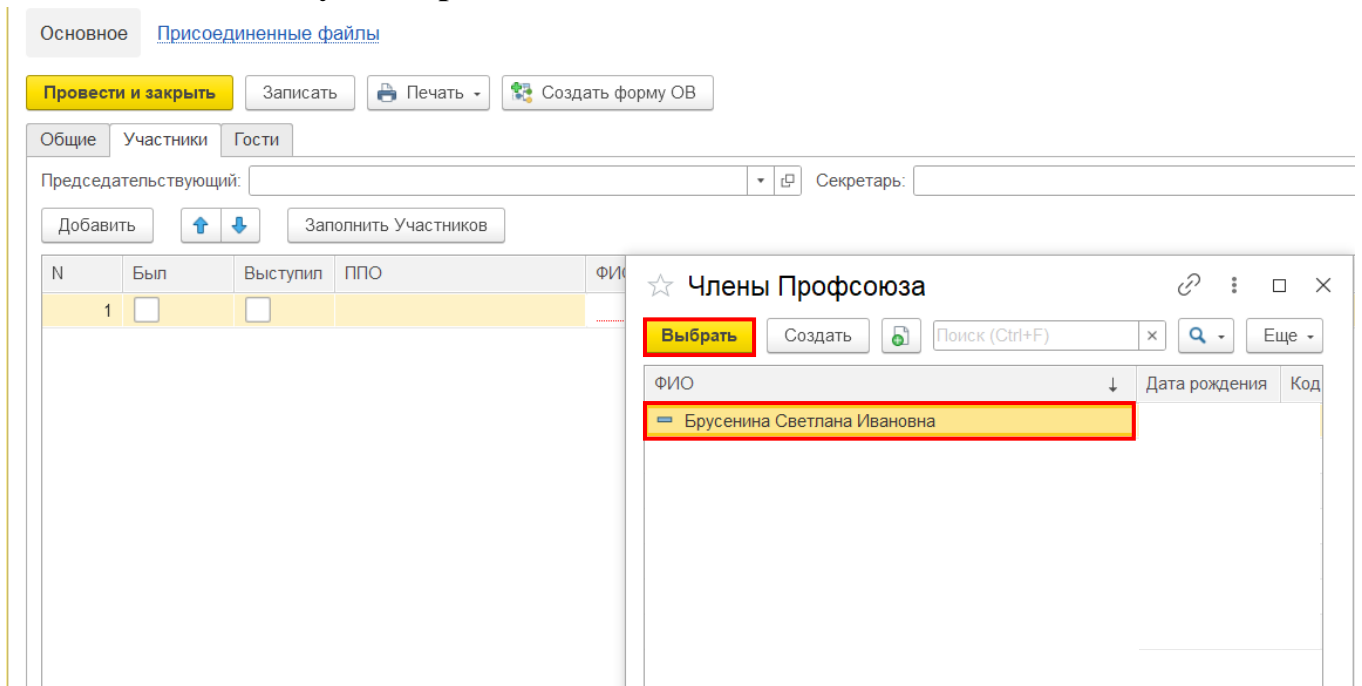 Основное Присоединенные файлы
Провести и закрыть Записать Печать Создать форму ОВ
Общие Участники Гости
Председательствующий: Секретарь:
Добавить Заполнить Участников
N Был Выступил ППО ФИО
1
Члены Профсоюза
Выбрать Создать Поиск (Ctrl+F) × Еще
ФИО ↓ Дата рождения Код
Брусенина Светлана Ивановна